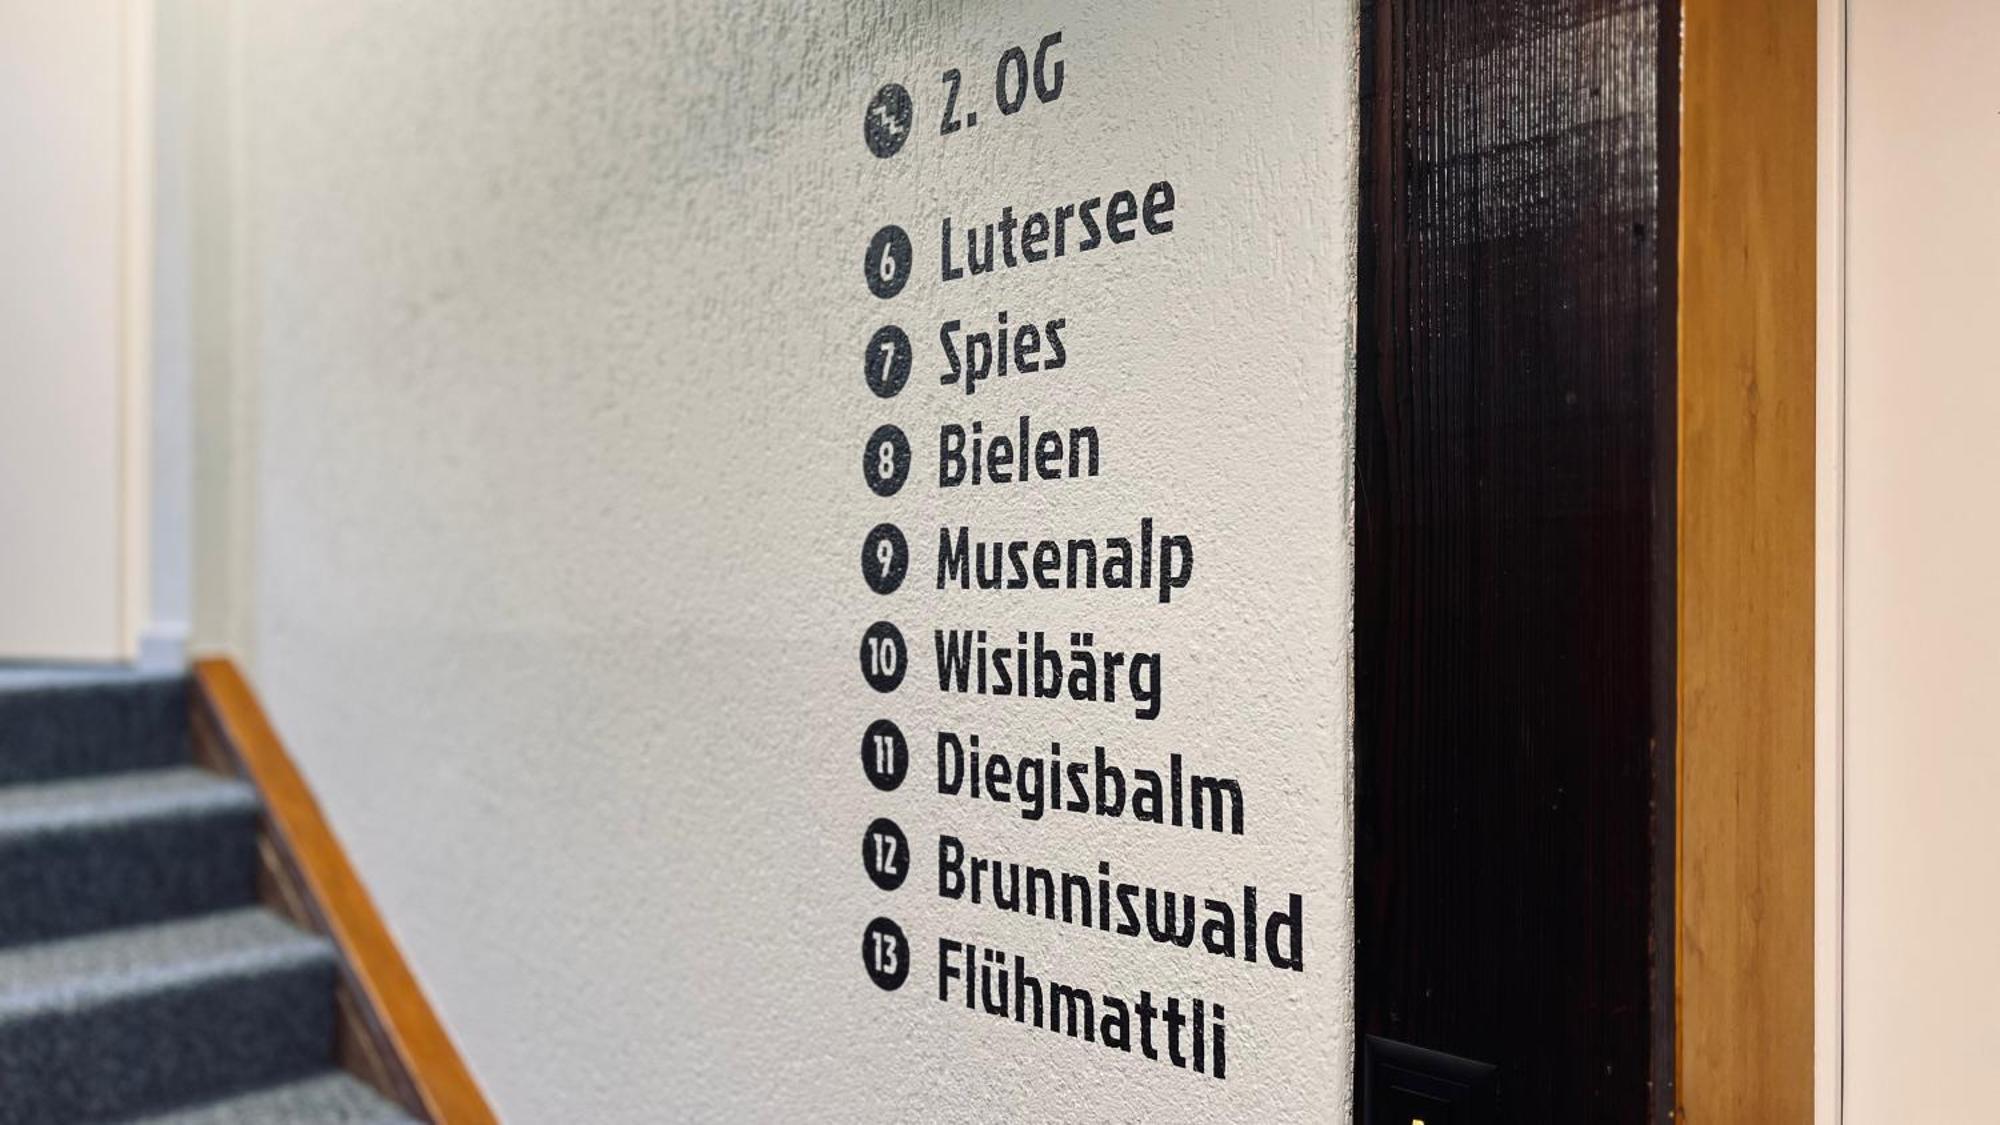 2. OG
6 Lutersee
7 Spies
8 Bielen
9 Musenalp
10 Wisibärg
11 Diegisbalm
12 Brunniswald
13 Flühmattli